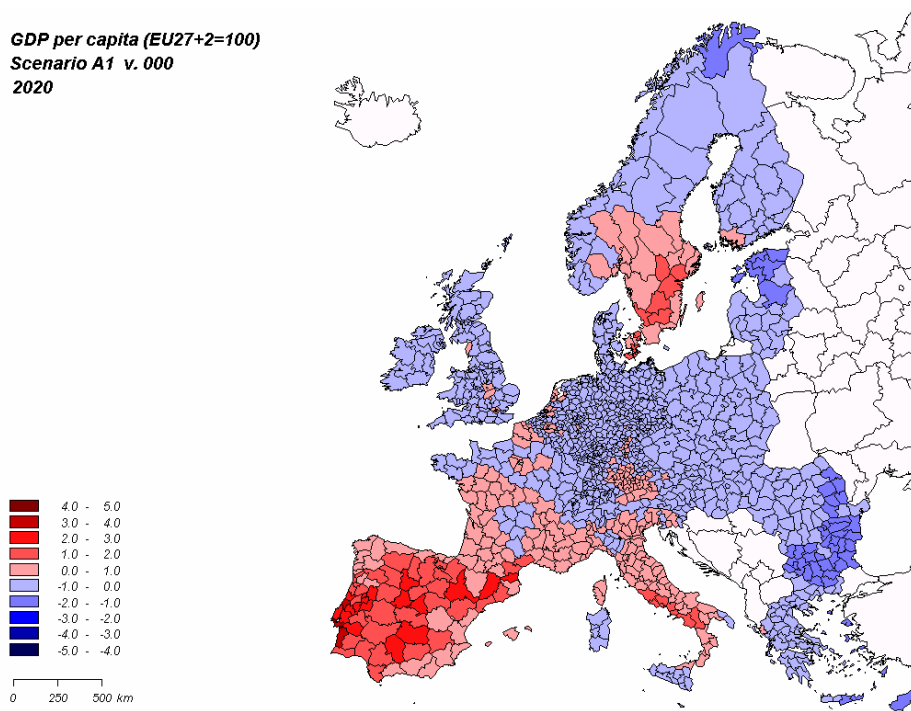 GDP per capita (EU27+2=100)
Scenario A1 v. 000
2020
4.0 - 5.0
3.0 - 4.0
2.0 - 3.0
1.0 - 2.0
0.0 - 1.0
-1.0 - 0.0
-2.0 - -1.0
-3.0 - -2.0
-4.0 - -3.0
-5.0 - -4.0
0 250 500 km